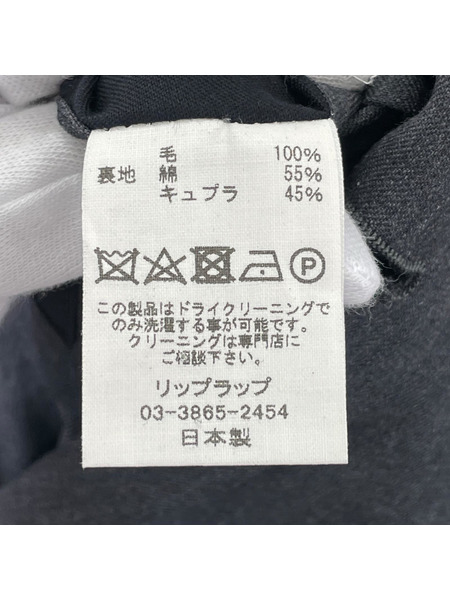 毛 100%
裏地 綿 55%
キュプラ 45%
P
この製品はドライクリーニングで
のみ洗濯する事が可能です.
クリーニングは専門店に
ご相談下さい.
リップラップ
03-3865-2454
日本製